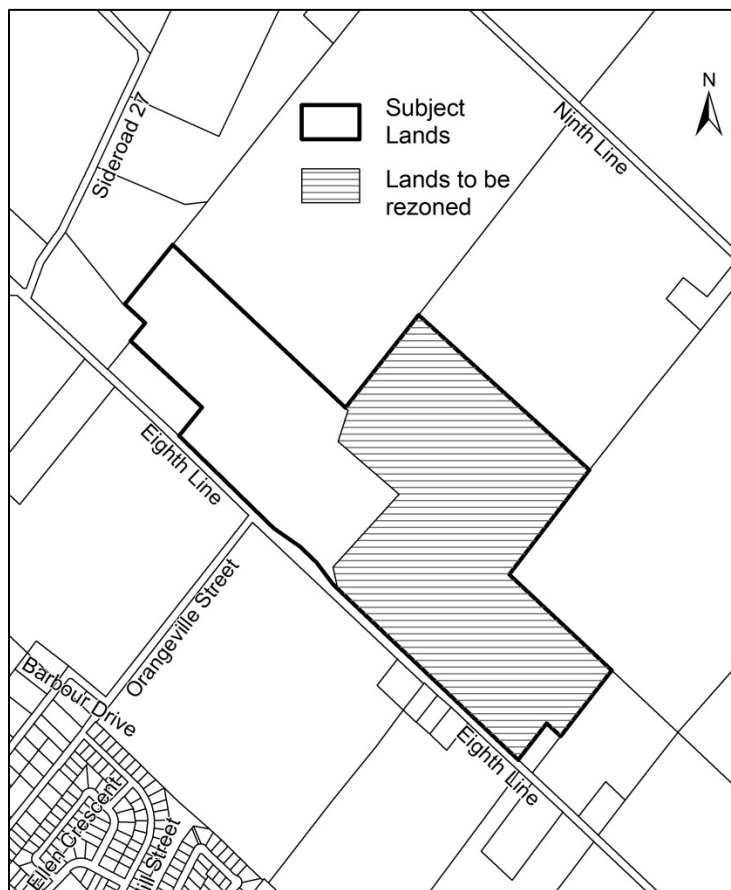 Sideroad 27
Subject
Lands
Lands to be
rezoned
N
Ninth Line
Eighth Line
Orangeville Street
Barbour Drive
Eighth Line
Ellen Crescent
Street